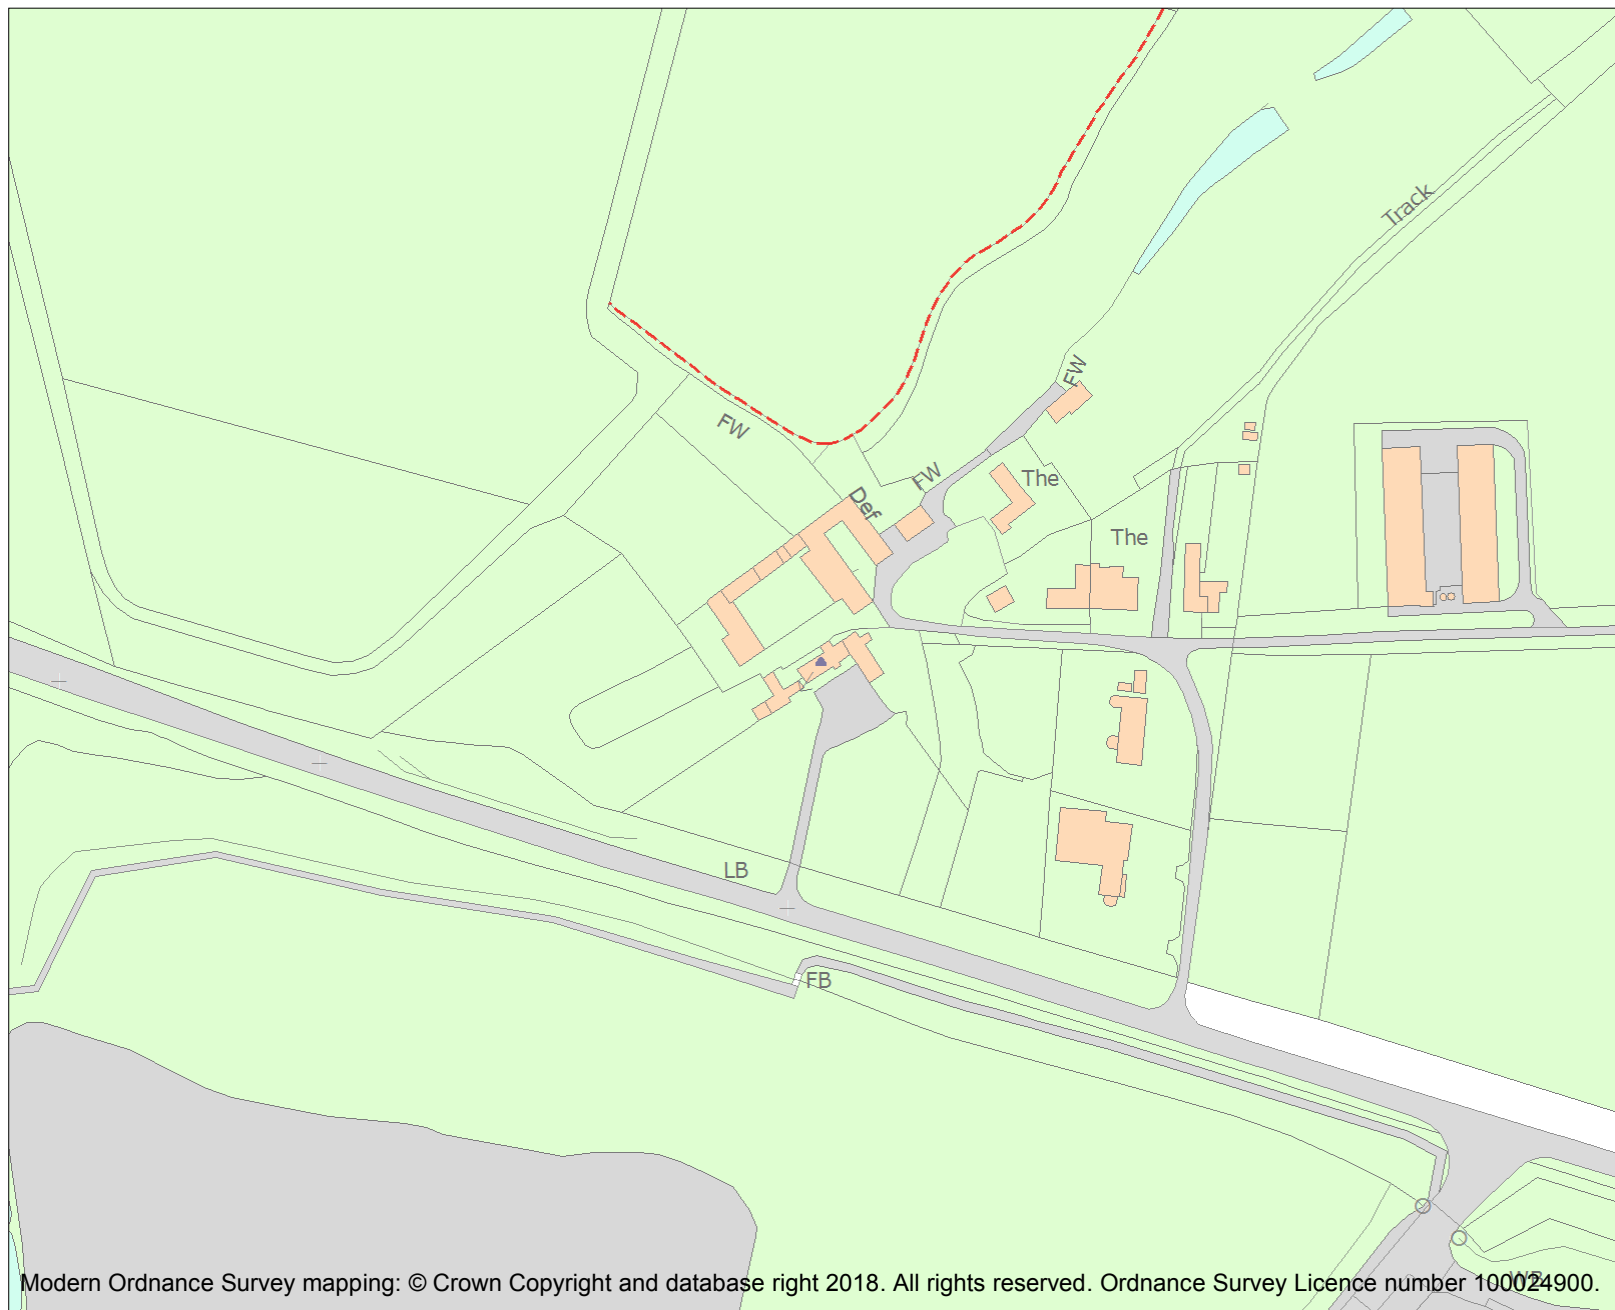 Track
FW
FW
FW
The
Def
The
LB
FB
WB
Modern Ordnance Survey mapping: © Crown Copyright and database right 2018. All rights reserved. Ordnance Survey Licence number 100024900.